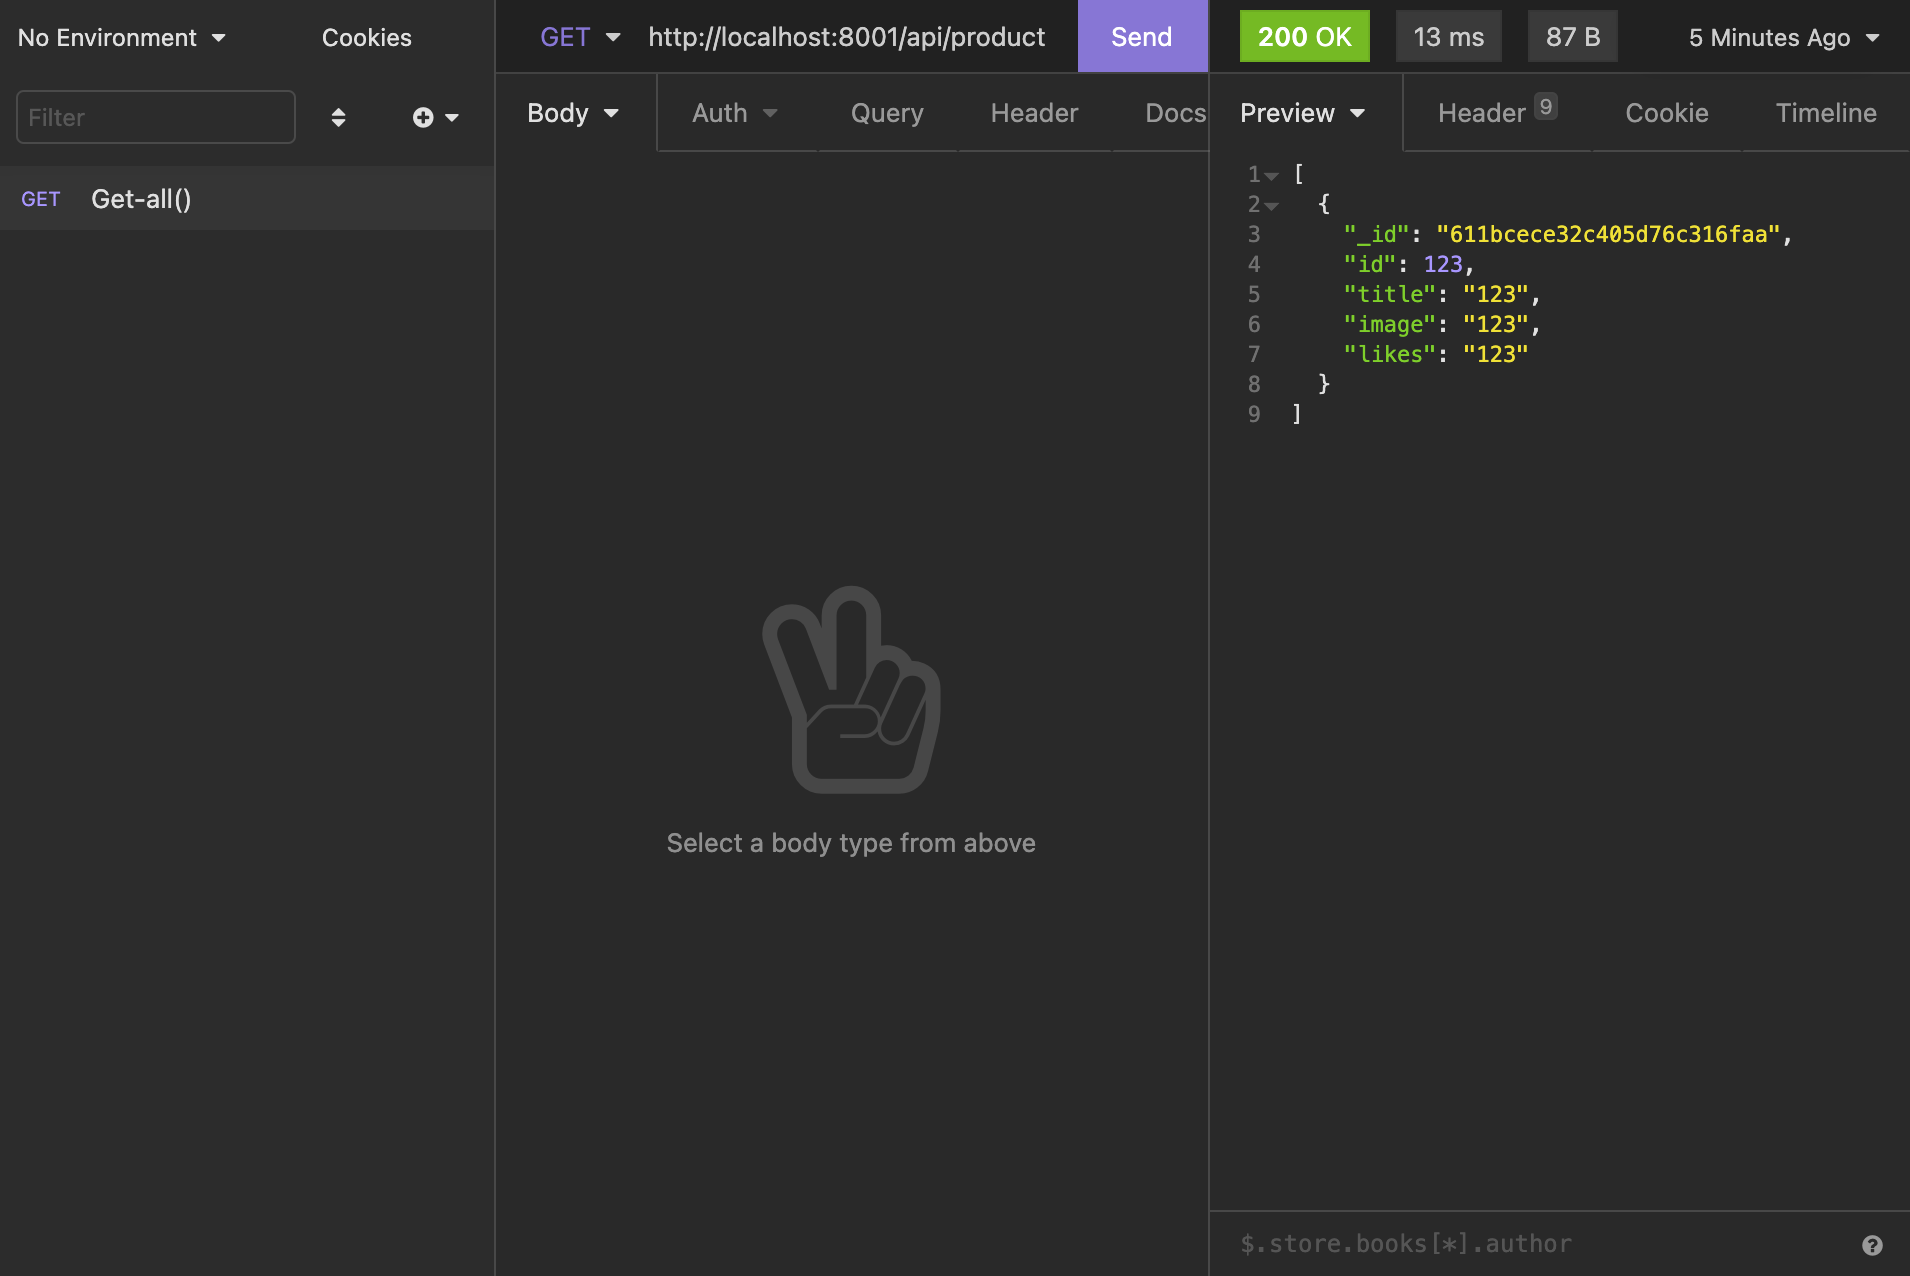 No Environment
Cookies
Filter
GET Get-all()
GET http://localhost:8001/api/product Send
Body Auth Query Header Docs
Select a body type from above
200 OK 13 ms 87 B 5 Minutes Ago
Preview Header 9 Cookie Timeline
1 [
2 {
3 "_id": "611bcece32c405d76c316faa",
4 "id": 123,
5 "title": "123",
6 "image": "123",
7 "likes": "123"
8 }
9 ]
$.store.books[*].author